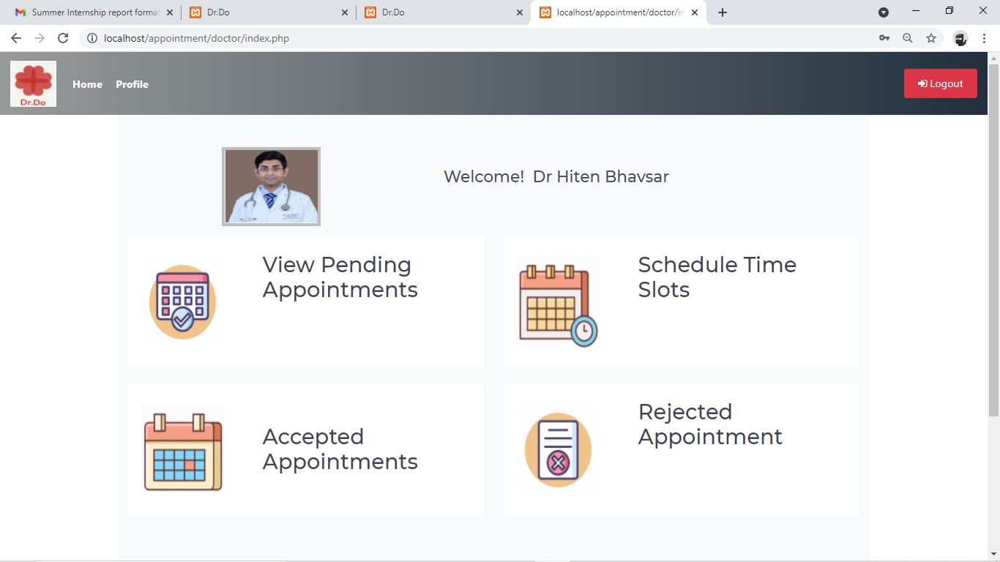 Summer Internship report format
Dr.Do
Dr.Do
localhost/appointment/doctor/in
localhost/appointment/doctor/index.php
Dr.Do
Home
Profile
Logout
Welcome! Dr Hiten Bhavsar
View Pending
Appointments
Schedule Time
Slots
Accepted
Appointments
Rejected
Appointment